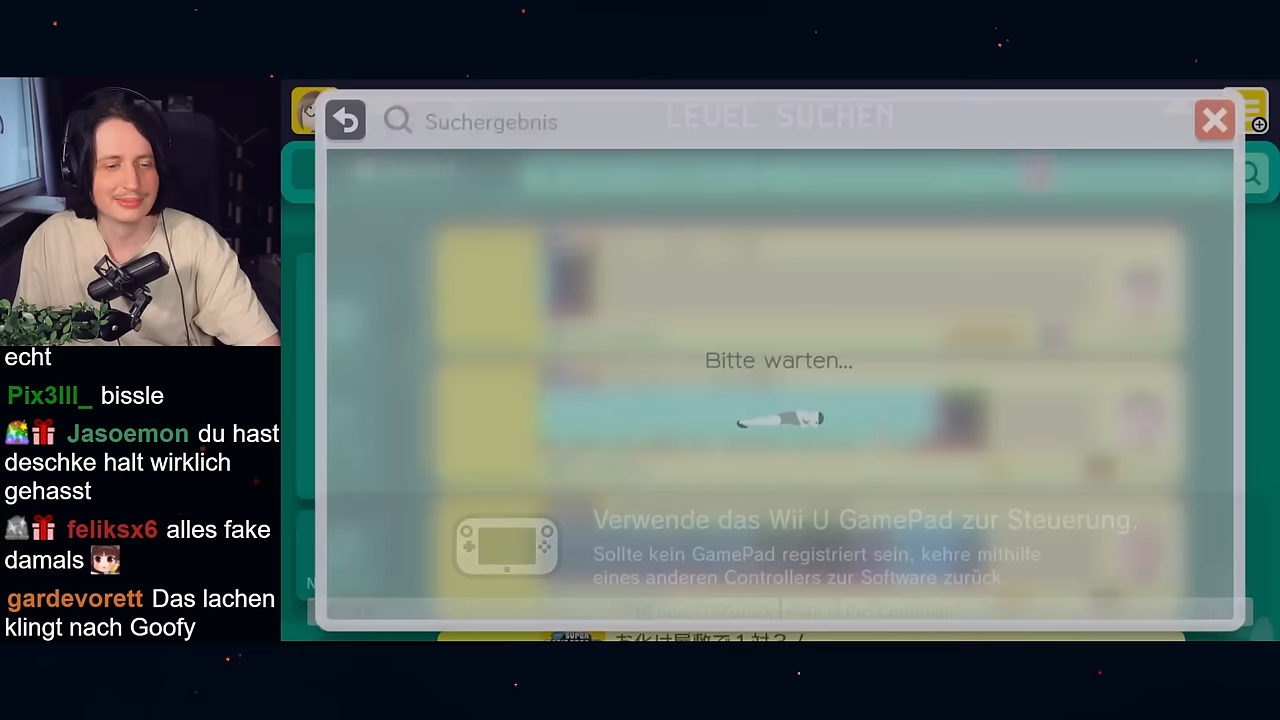 LEVEL SUCHEN
Suchergebnis
Bitte warten...
Verwende das Wii U GamePad zur Steuerung.
Sollte kein GamePad registriert sein, kehre mithilfe
eines anderen Controllers zur Software zurück.
SUPER
echt
Pix3lll_ bissle
Jasoemon du hast
deschke halt wirklich
gehasst
feliksx6 alles fake
damals
gardevorett Das lachen
klingt nach Goofy